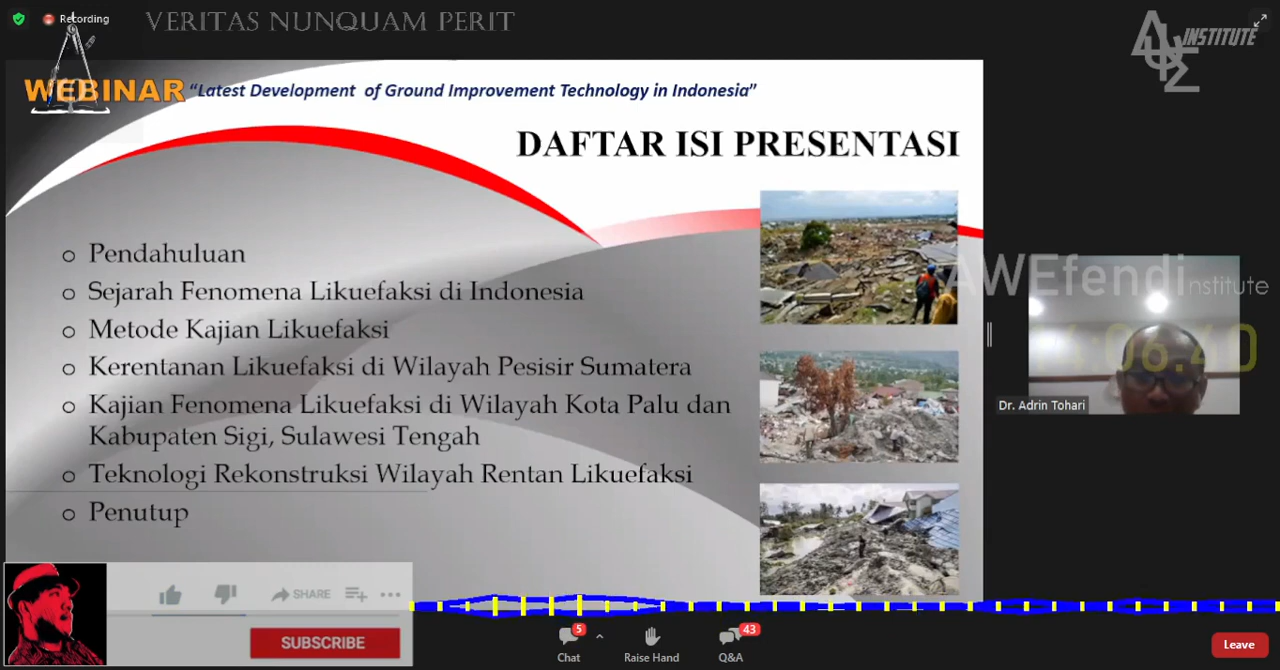 Recording
VERITAS NUNQUAM PERIT
INSTITUTE
WEBINAR "Latest Development of Ground Improvement Technology in Indonesia"
DAFTAR ISI PRESENTASI
Pendahuluan
Sejarah Fenomena Likuefaksi di Indonesia
Metode Kajian Likuefaksi
Kerentanan Likuefaksi di Wilayah Pesisir Sumatera
Kajian Fenomena Likuefaksi di Wilayah Kota Palu dan
Kabupaten Sigi, Sulawesi Tengah
Teknologi Rekonstruksi Wilayah Rentan Likuefaksi
Penutup
AWEfendi Institute
Dr. Adrin Tohari
SHARE
SUBSCRIBE
5
43
Chat
Raise Hand
Q&A
Leave